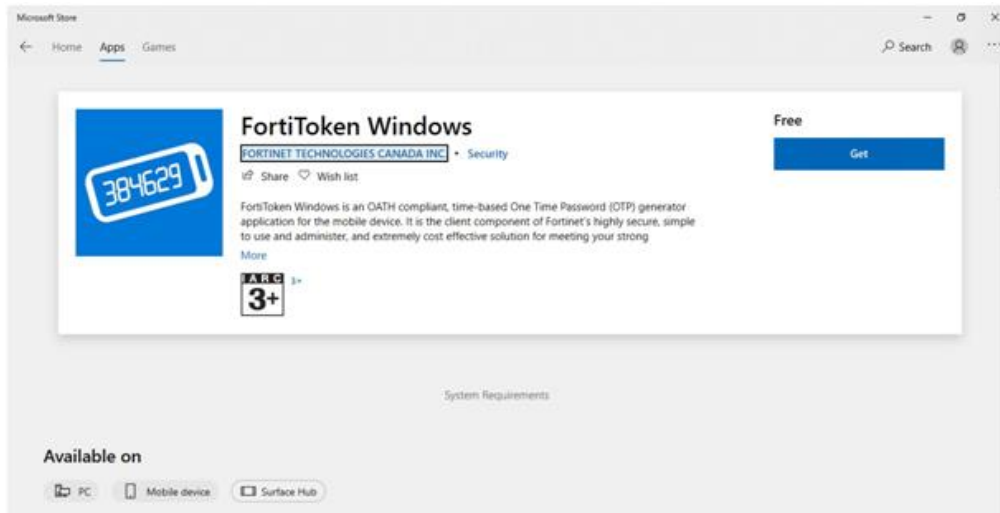 Microsoft Store
Home Apps Games
Search
FortiToken Windows
Free
FORTINET TECHNOLOGIES CANADA INC. • Security
Get
Share Wish list
384629
FortiToken Windows is an OATH compliant, time-based One Time Password (OTP) generator
application for the mobile device. It is the client component of Fortinet's highly secure, simple
to use and administer, and extremely cost effective solution for meeting your strong
More
IARC
3+
3+
System Requirements
Available on
PC Mobile device Surface Hub